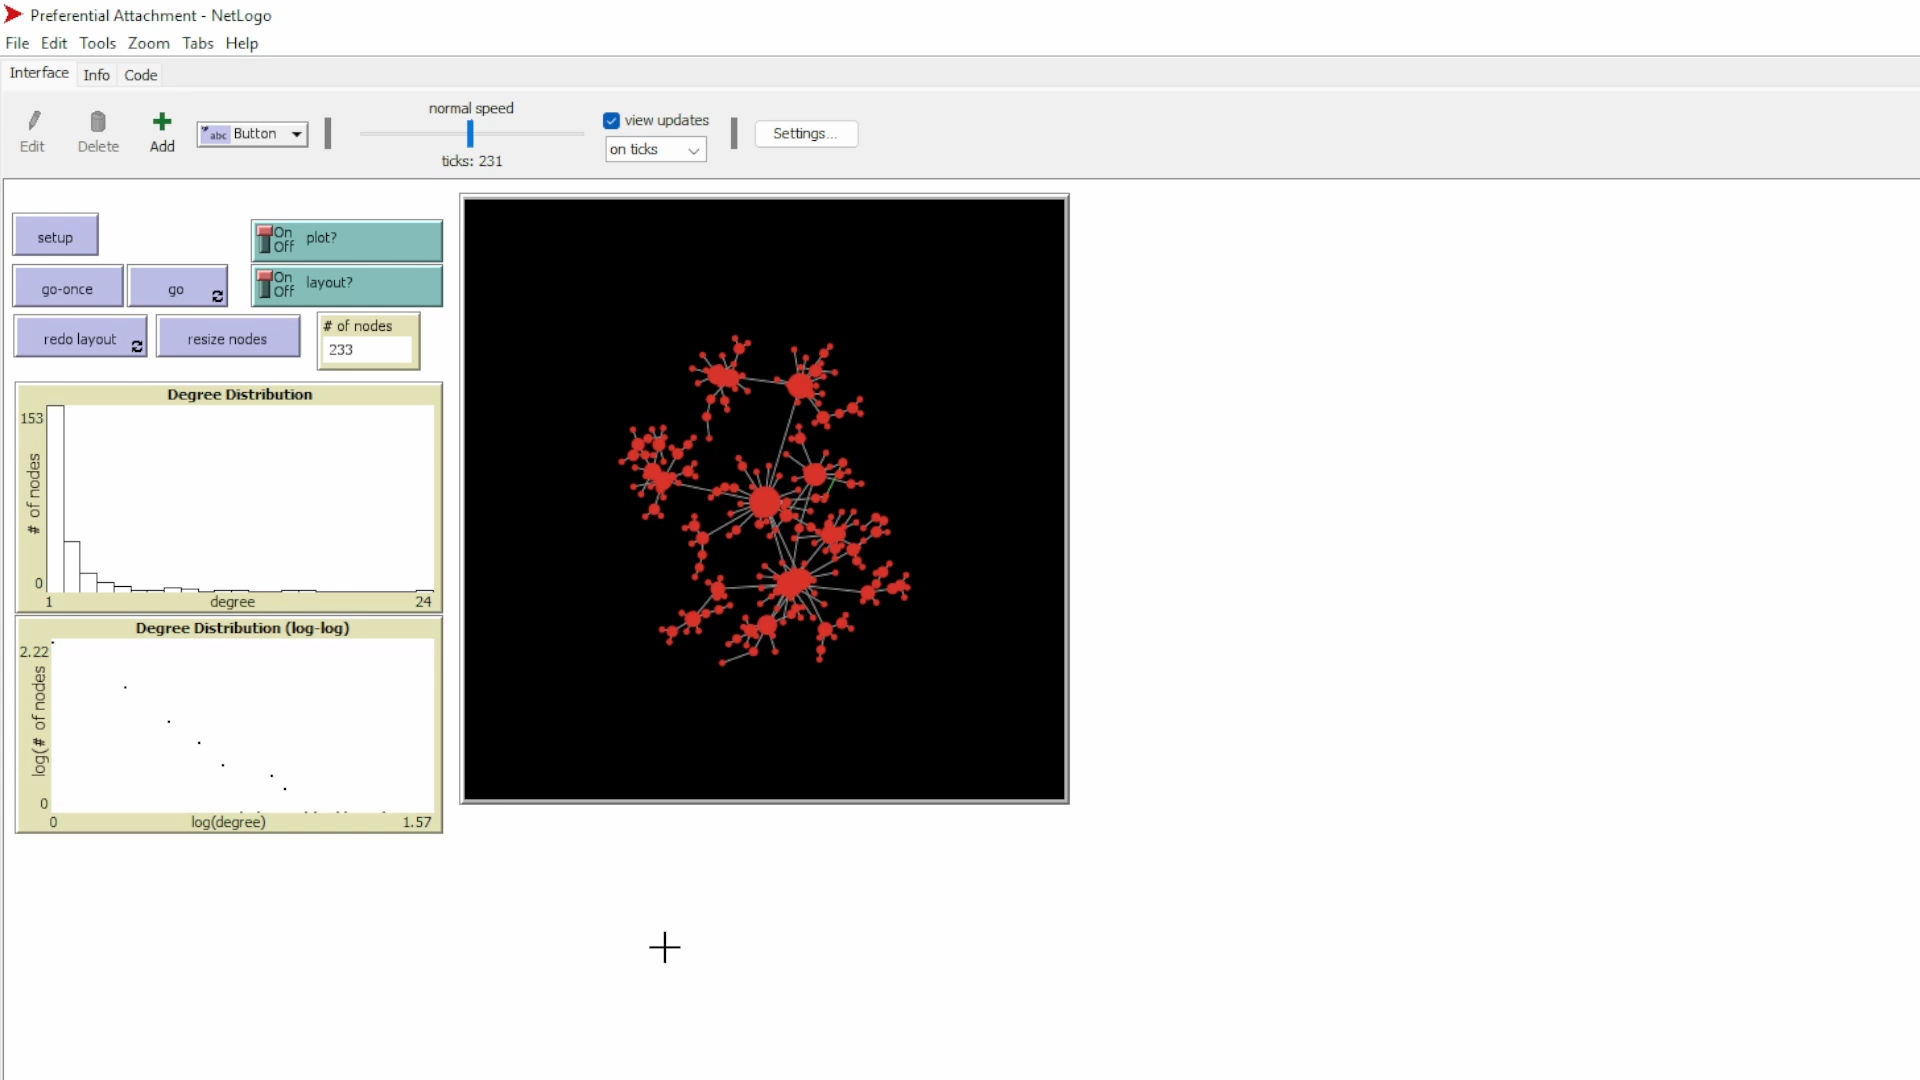 Preferential Attachment - NetLogo
File Edit Tools Zoom Tabs Help
Interface Info Code
normal speed
view updates
Edit Delete Add
abc Button
on ticks
Settings...
ticks: 231
setup
On
Off
plot?
go-once
go
On
Off
layout?
redo layout
resize nodes
# of nodes
233
Degree Distribution
153
# of nodes
0
1
degree
24
Degree Distribution (log-log)
2.22
log(# of nodes)
0
0
log(degree)
1.57